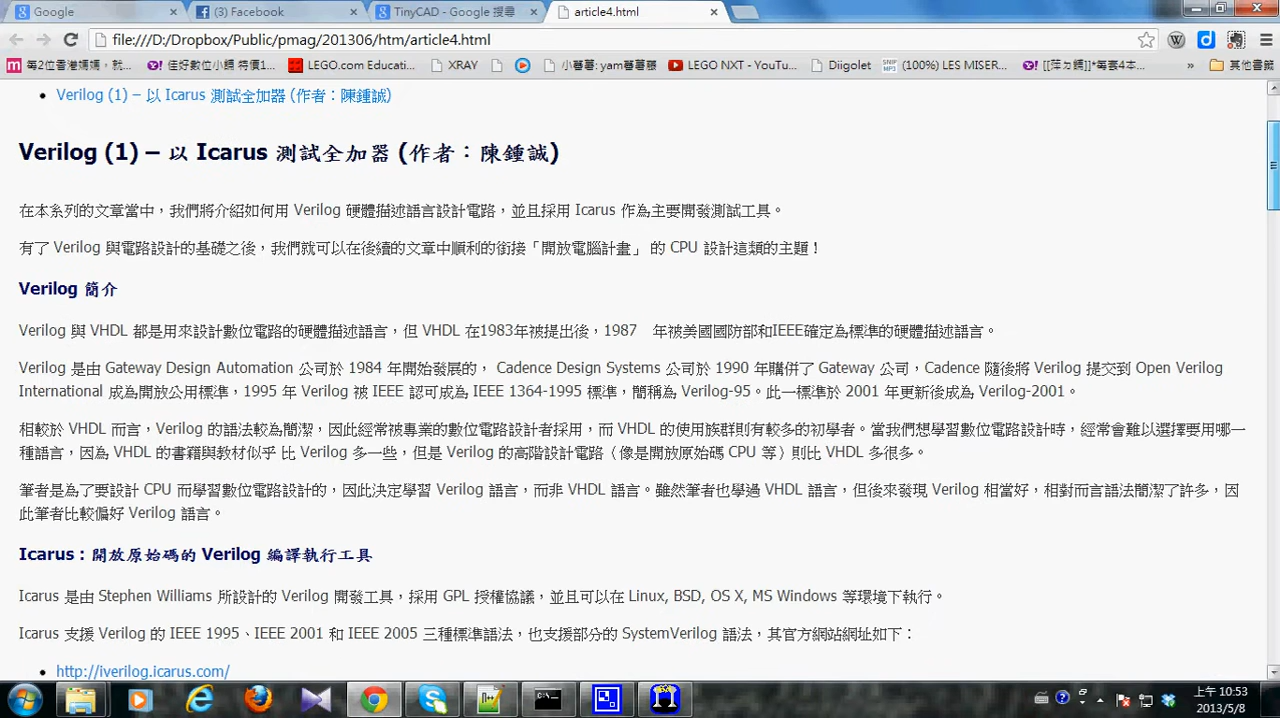 Google
(3) Facebook
TinyCAD - Google 搜尋
article4.html
file:///D:/Dropbox/Public/pmag/201306/htm/article4.html
每2位香港媽媽，就...
佳好數位小舖 特價1...
LEGO.com Educati...
XRAY
小蕃薯: yam蕃薯藤
LEGO NXT - YouTu...
Diigolet
(100%) LES MISER...
»
其他書籤
Verilog (1) – 以 Icarus 測試全加器 (作者：陳鍾誠)
Verilog (1) – 以 Icarus 測試全加器 (作者：陳鍾誠)
在本系列的文章當中，我們將介紹如何用 Verilog 硬體描述語言設計電路，並且採用 Icarus 作為主要開發測試工具。
有了 Verilog 與電路設計的基礎之後，我們就可以在後續的文章中順利的銜接「開放電腦計畫」 的 CPU 設計這類的主題！
Verilog 簡介
Verilog 與 VHDL 都是用來設計數位電路的硬體描述語言，但 VHDL 在1983年被提出後，1987　年被美國國防部和IEEE確定為標準的硬體描述語言。
Verilog 是由 Gateway Design Automation 公司於 1984 年開始發展的， Cadence Design Systems 公司於 1990 年購併了 Gateway 公司，Cadence 隨後將 Verilog 提交到 Open Verilog
International 成為開放公用標準，1995 年 Verilog 被 IEEE 認可成為 IEEE 1364-1995 標準，簡稱為 Verilog-95。此一標準於 2001 年更新後成為 Verilog-2001。
相較於 VHDL 而言，Verilog 的語法較為簡潔，因此經常被專業的數位電路設計者採用，而 VHDL 的使用族群則有較多的初學者。當我們想學習數位電路設計時，經常會難以選擇要用哪一
種語言，因為 VHDL 的書籍與教材似乎 比 Verilog 多一些，但是 Verilog 的高階設計電路（像是開放原始碼 CPU 等）則比 VHDL 多很多。
筆者是為了要設計 CPU 而學習數位電路設計的，因此決定學習 Verilog 語言，而非 VHDL 語言。雖然筆者也學過 VHDL 語言，但後來發現 Verilog 相當好，相對而言語法簡潔了許多，因
此筆者比較偏好 Verilog 語言。
Icarus : 開放原始碼的 Verilog 編譯執行工具
Icarus 是由 Stephen Williams 所設計的 Verilog 開發工具，採用 GPL 授權協議，並且可以在 Linux, BSD, OS X, MS Windows 等環境下執行。
Icarus 支援 Verilog 的 IEEE 1995、IEEE 2001 和 IEEE 2005 三種標準語法，也支援部分的 SystemVerilog 語法，其官方網站網址如下：
http://iverilog.icarus.com/
上午 10:53
2013/5/8